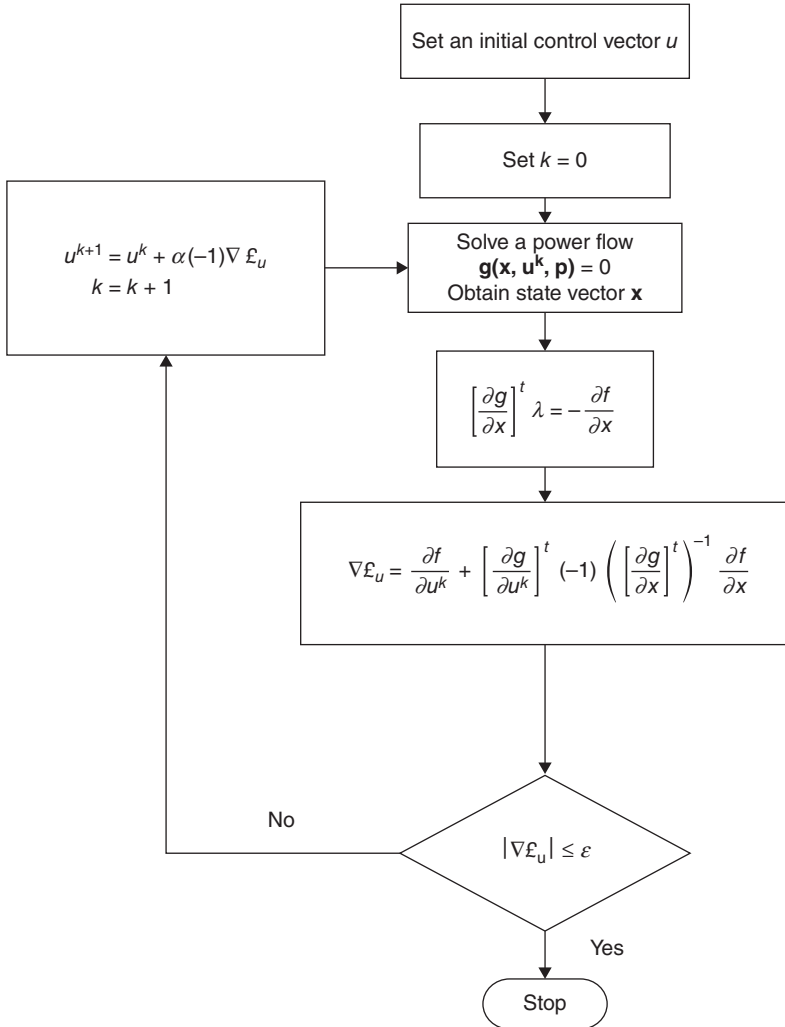 Set an initial control vector u
Set k = 0
u^{k+1} = u^k + α(−1)∇ £_u
k = k + 1
Solve a power flow
g(x, u^k, p) = 0
Obtain state vector x
[∂g/∂x]^t λ = − ∂f/∂x
∇£_u = ∂f/∂u^k + [∂g/∂u^k]^t (−1) ([∂g/∂x]^t)^{−1} ∂f/∂x
No
|∇£_u| ≤ ε
Yes
Stop